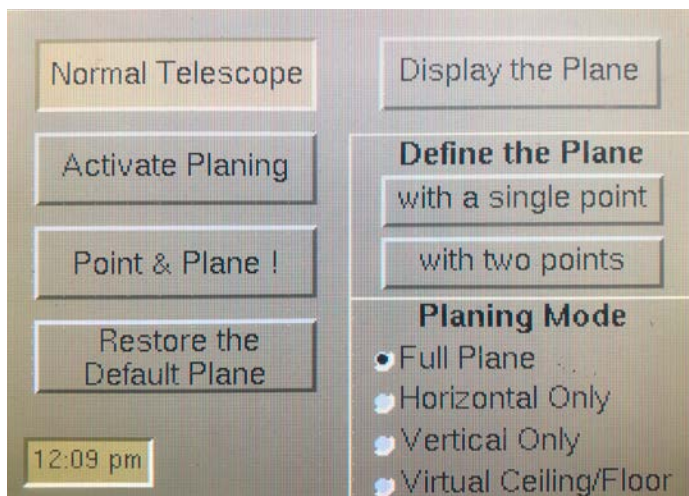 Normal Telescope
Activate Planing
Point & Plane !
Restore the
Default Plane
12:09 pm
Display the Plane
Define the Plane
with a single point
with two points
Planing Mode
Full Plane
Horizontal Only
Vertical Only
Virtual Ceiling/Floor